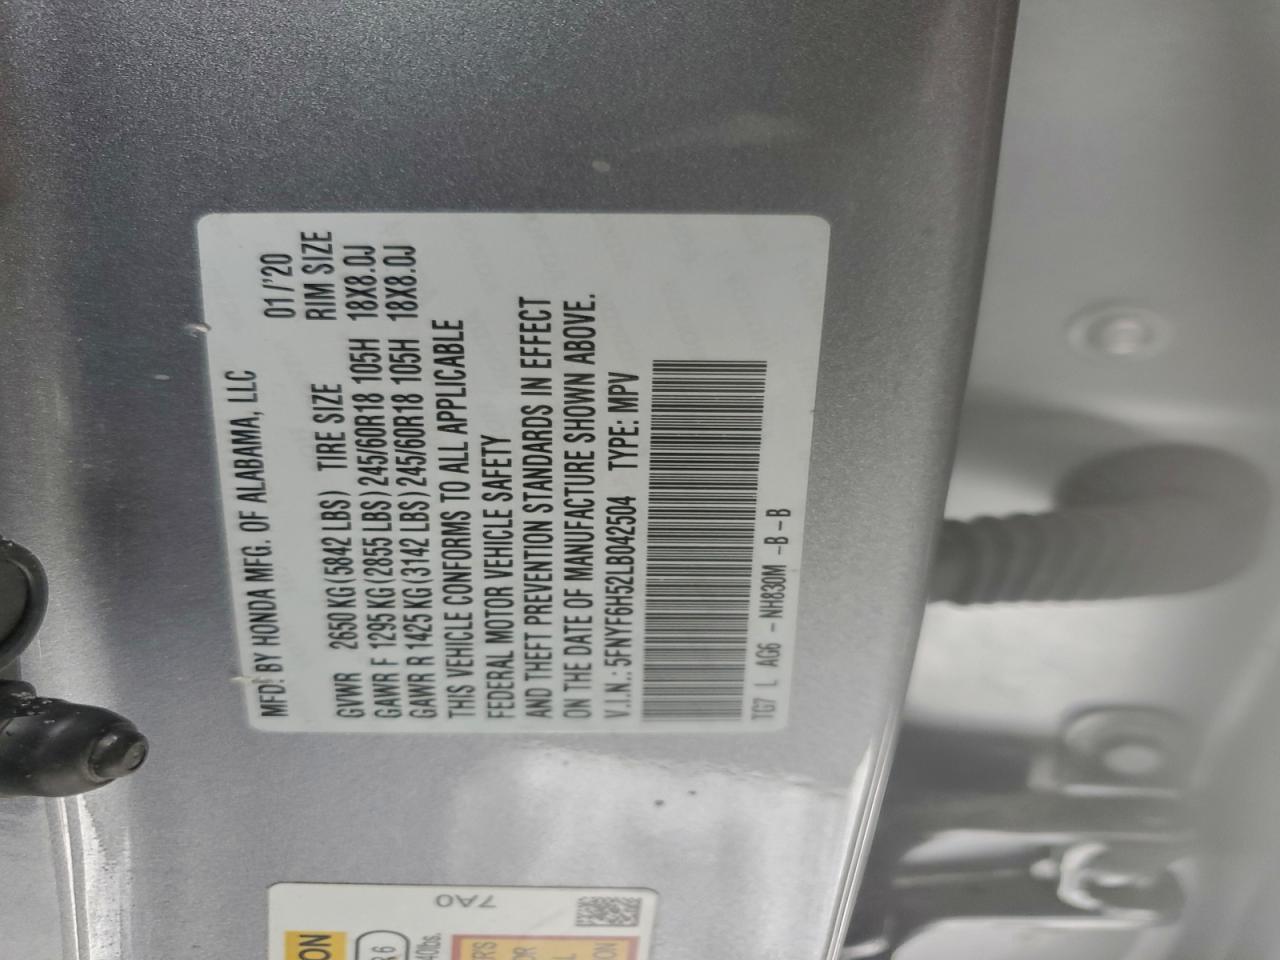 MFD. BY HONDA MFG. OF ALABAMA, LLC
01/'20
GVWR 2650 KG (5842 LBS) TIRE SIZE RIM SIZE
GAWR F 1295 KG (2855 LBS) 245/60R18 105H 18X8.0J
GAWR R 1425 KG (3142 LBS) 245/60R18 105H 18X8.0J
THIS VEHICLE CONFORMS TO ALL APPLICABLE
FEDERAL MOTOR VEHICLE SAFETY
AND THEFT PREVENTION STANDARDS IN EFFECT
ON THE DATE OF MANUFACTURE SHOWN ABOVE.
V.I.N.: 5FNYF6H52LB042504 TYPE: MPV
TG7 L AG6 - NH830M - B - B
7A0